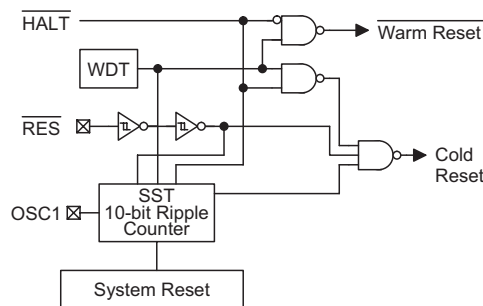 HALT
Warm Reset
WDT
RES
Cold
Reset
SST
10-bit Ripple
Counter
OSC1
System Reset